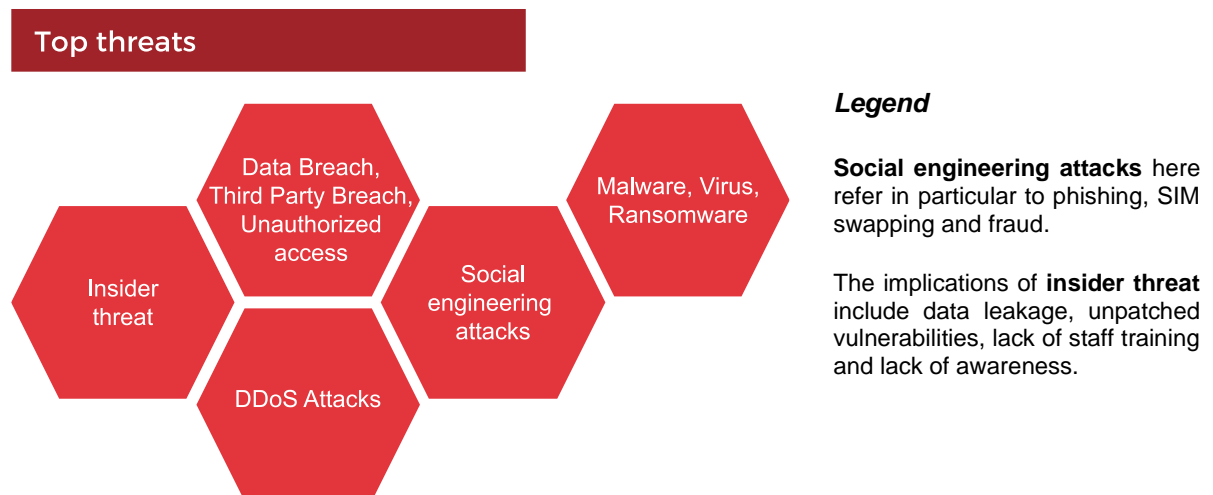 Top threats
Data Breach,
Third Party Breach,
Unauthorized
access
Malware, Virus,
Ransomware
Insider
threat
Social
engineering
attacks
DDoS Attacks
Legend
Social engineering attacks here
refer in particular to phishing, SIM
swapping and fraud.
The implications of insider threat
include data leakage, unpatched
vulnerabilities, lack of staff training
and lack of awareness.